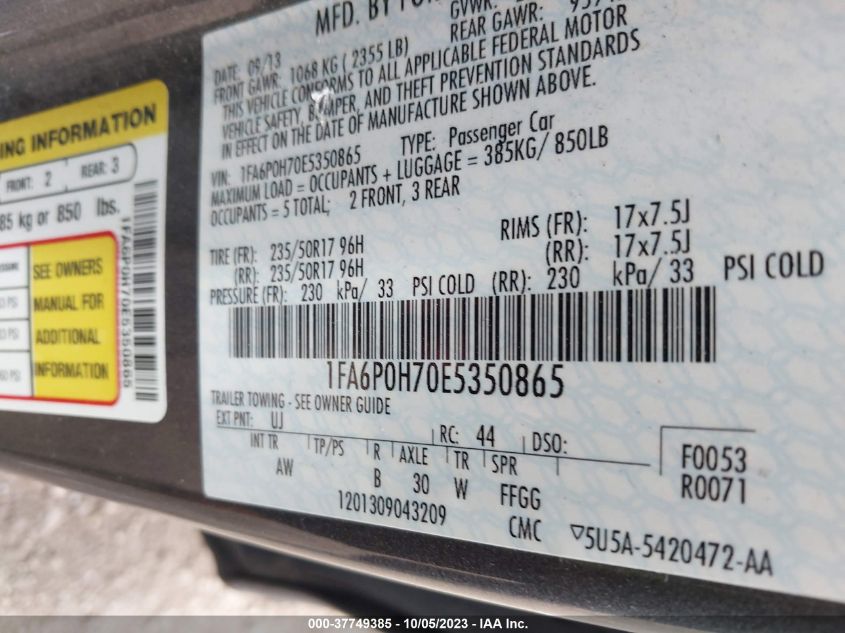 MFD. BY FOR
GVWR:
DATE: 09/13
REAR GAWR:
FRONT GAWR: 1068 KG ( 2355 LB)
THIS VEHICLE CONFORMS TO ALL APPLICABLE FEDERAL MOTOR
VEHICLE SAFETY, BUMPER, AND THEFT PREVENTION STANDARDS
IN EFFECT ON THE DATE OF MANUFACTURE SHOWN ABOVE.
VIN: 1FA6P0H70E5350865 TYPE: Passenger Car
MAXIMUM LOAD = OCCUPANTS + LUGGAGE = 385KG/ 850LB
OCCUPANTS = 5 TOTAL; 2 FRONT, 3 REAR
TIRE (FR): 235/50R17 96H RIMS (FR): 17x7.5J
(RR): 235/50R17 96H (RR): 17x7.5J
PRESSURE (FR): 230 kPa/ 33 PSI COLD (RR): 230 kPa/ 33 PSI COLD
1FA6P0H70E5350865
TRAILER TOWING - SEE OWNER GUIDE
EXT PNT: UJ RC: 44 DSO: F0053
INT TR TP/PS R AXLE TR SPR R0071
AW B 30 W FFGG
1201309043209 CMC ▽5U5A-5420472-AA
NG INFORMATION
FRONT: 2 REAR: 3
85 kg or 850 lbs.
SEE OWNERS
MANUAL FOR
ADDITIONAL
INFORMATION
PSI
PSI
PSI
1FA6P0H70E5350865
000 - 37749385 - 10/05/2023 - IAA Inc.